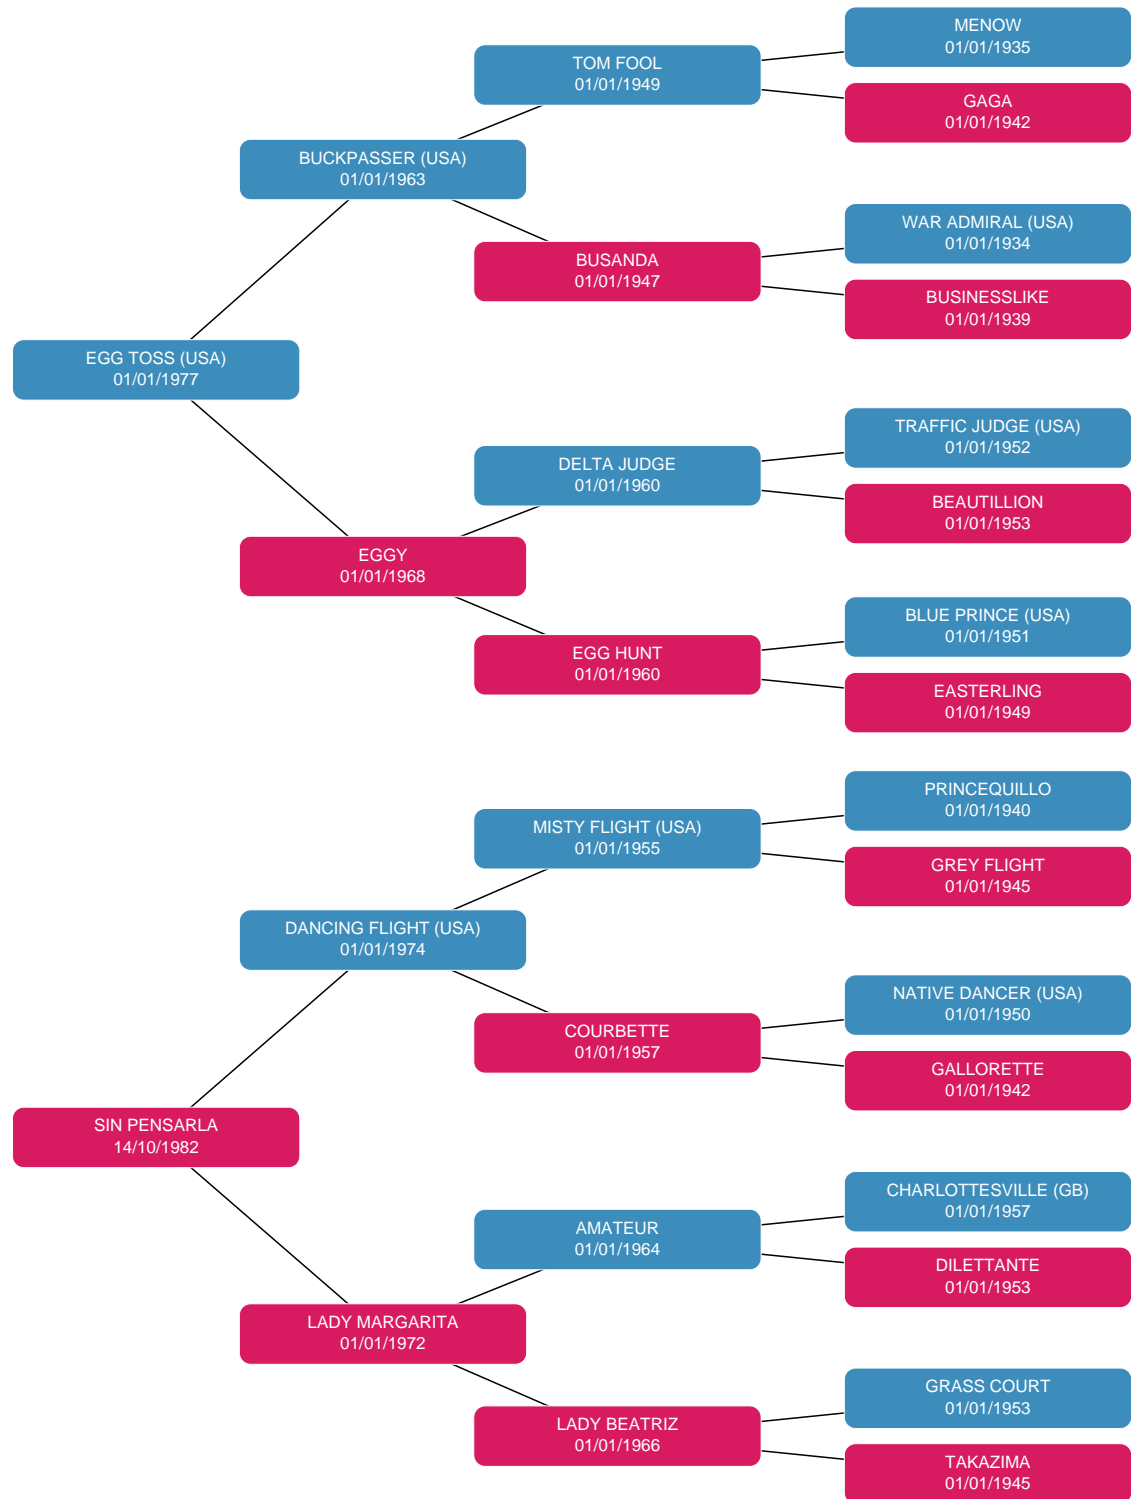 MENOW
01/01/1935
TOM FOOL
01/01/1949
GAGA
01/01/1942
BUCKPASSER (USA)
01/01/1963
WAR ADMIRAL (USA)
01/01/1934
BUSANDA
01/01/1947
BUSINESSLIKE
01/01/1939
EGG TOSS (USA)
01/01/1977
TRAFFIC JUDGE (USA)
01/01/1952
DELTA JUDGE
01/01/1960
BEAUTILLION
01/01/1953
EGGY
01/01/1968
BLUE PRINCE (USA)
01/01/1951
EGG HUNT
01/01/1960
EASTERLING
01/01/1949
PRINCEQUILLO
01/01/1940
MISTY FLIGHT (USA)
01/01/1955
GREY FLIGHT
01/01/1945
DANCING FLIGHT (USA)
01/01/1974
NATIVE DANCER (USA)
01/01/1950
COURBETTE
01/01/1957
GALLORETTE
01/01/1942
SIN PENSARLA
14/10/1982
CHARLOTTESVILLE (GB)
01/01/1957
AMATEUR
01/01/1964
DILETTANTE
01/01/1953
LADY MARGARITA
01/01/1972
GRASS COURT
01/01/1953
LADY BEATRIZ
01/01/1966
TAKAZIMA
01/01/1945